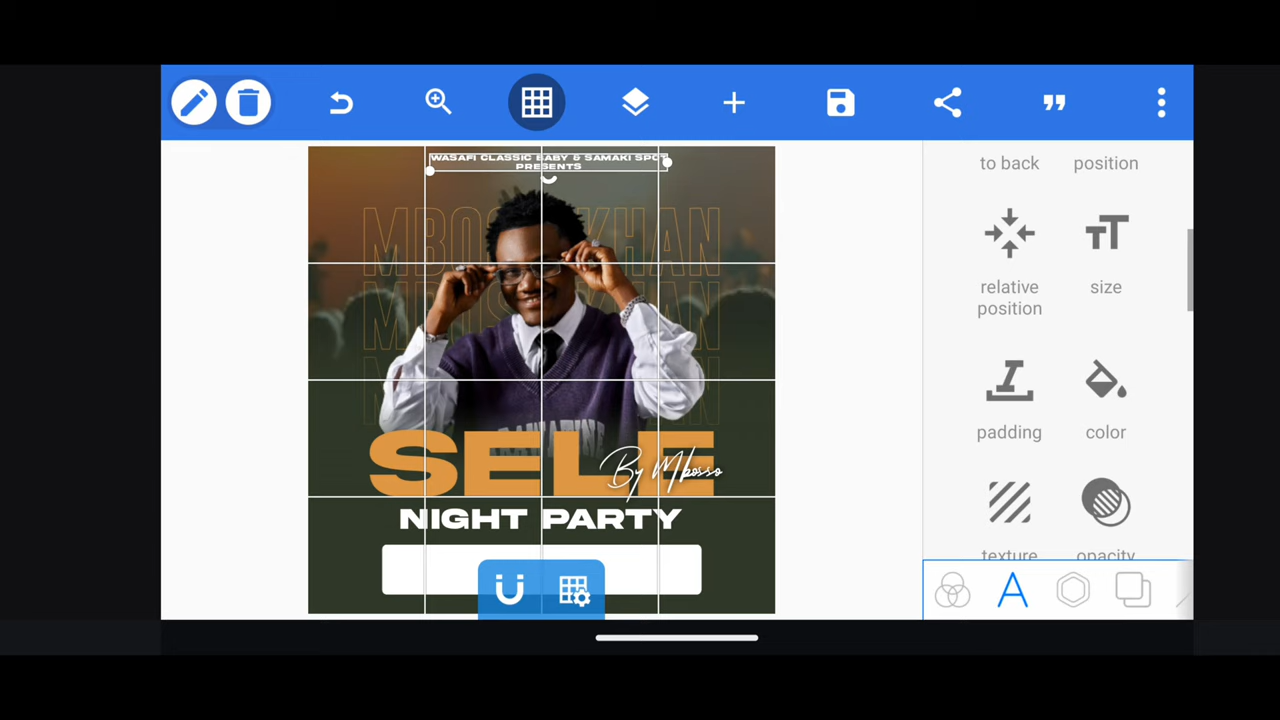 WASAFI CLASSIC BABY & SAMAKI SPOT
PRESENTS
MBOSSO KHAN
SELE
By Mbosso
NIGHT PARTY
to back
position
relative
position
size
padding
color
texture
opacity